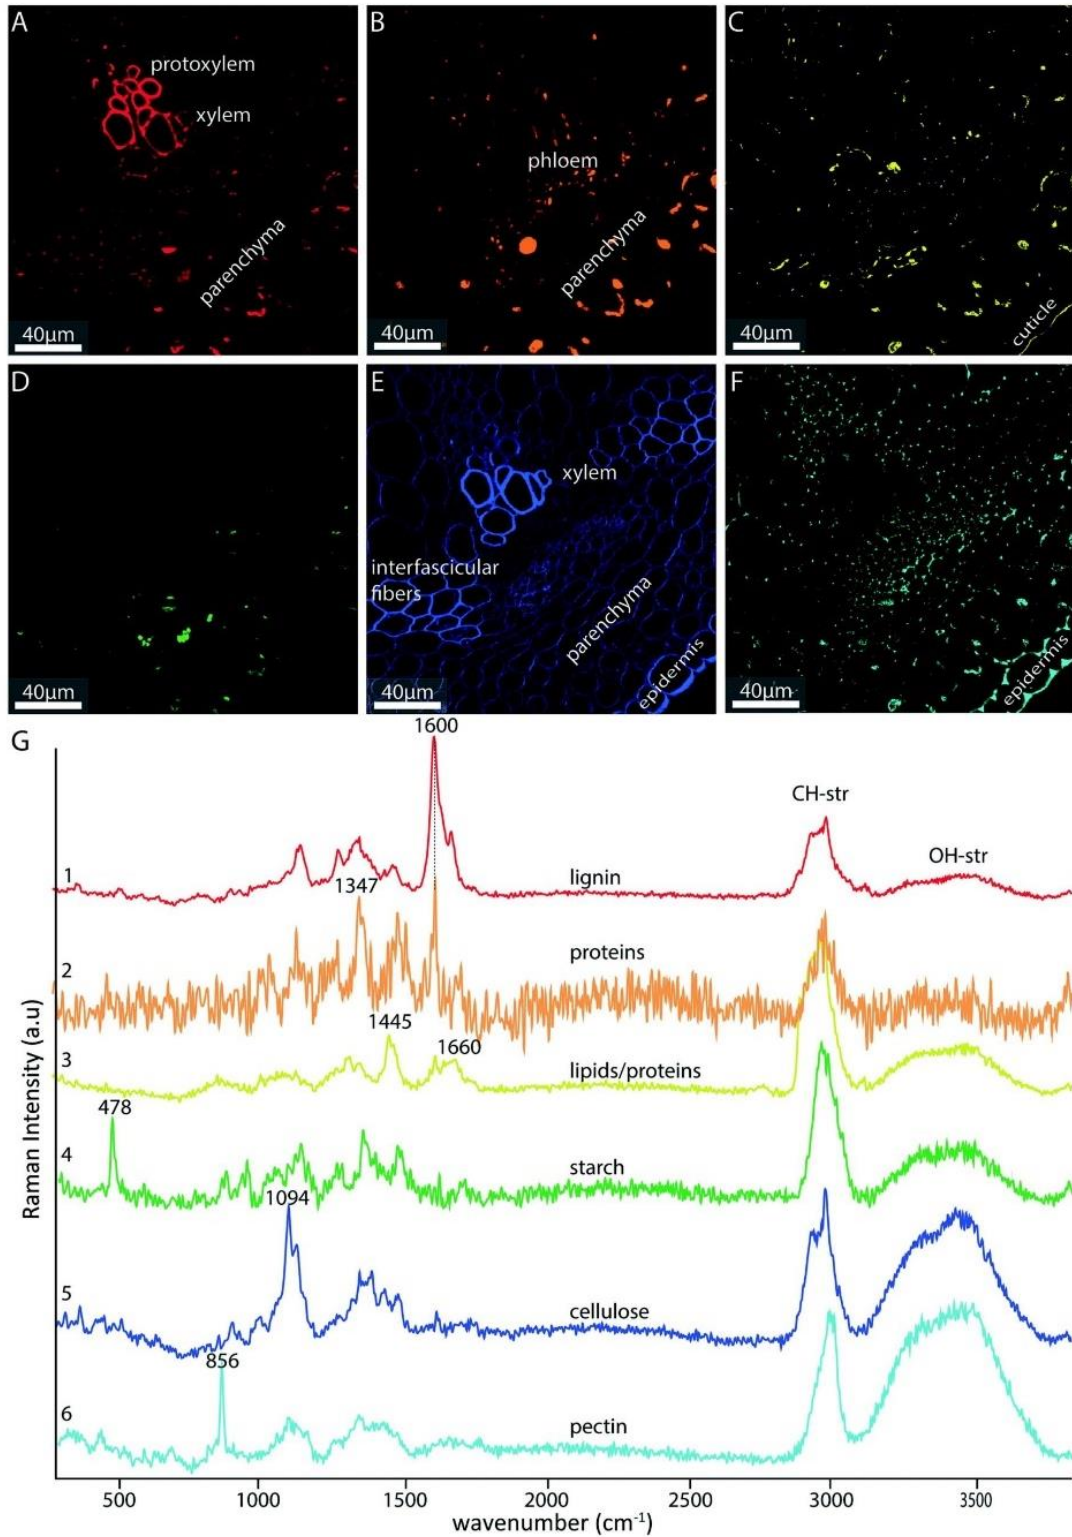 A
protoxylem
xylem
parenchyma
40μm
B
phloem
parenchyma
40μm
C
cuticle
40μm
D
40μm
E
xylem
interfascicular
fibers
parenchyma
epidermis
40μm
F
epidermis
40μm
G
1600
CH-str
OH-str
1
1347
lignin
2
proteins
1445
1660
3
lipids/proteins
478
4
starch
1094
5
cellulose
856
6
pectin
Raman Intensity (a.u)
500 1000 1500 2000 2500 3000 3500
wavenumber (cm⁻¹)